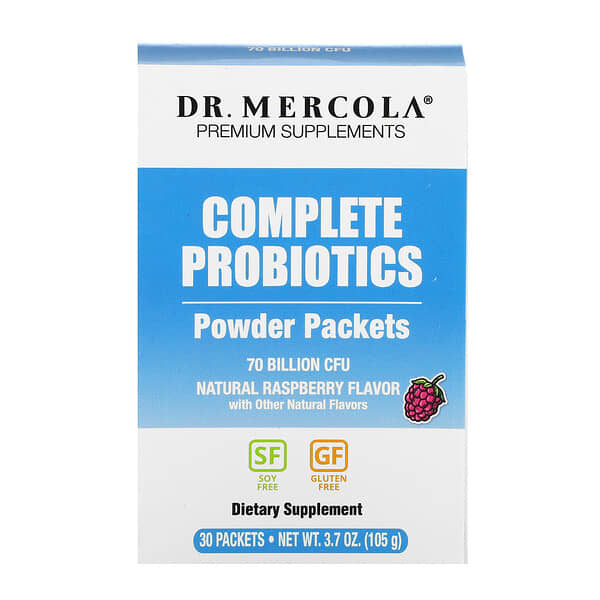 70 BILLION CFU
DR. MERCOLA®
PREMIUM SUPPLEMENTS
COMPLETE
PROBIOTICS
Powder Packets
70 BILLION CFU
NATURAL RASPBERRY FLAVOR
with Other Natural Flavors
SF GF
SOY GLUTEN
FREE FREE
Dietary Supplement
30 PACKETS • NET WT. 3.7 OZ. (105 g)